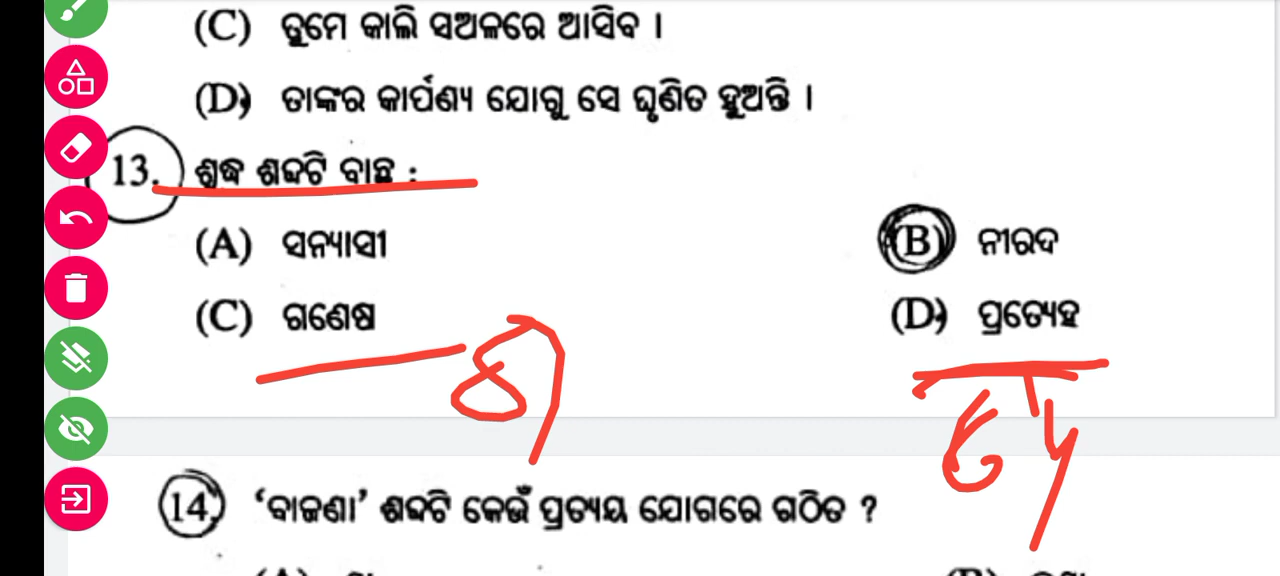 (C) ତୁମେ କାଲି ସଅଳରେ ଆସିବ ।
(D) ତାଙ୍କର କାର୍ପଣ୍ୟ ଯୋଗୁ ସେ ଘୃଣିତ ହୁଅନ୍ତି ।
13. ଶୁଦ୍ଧ ଶବ୍ଦଟି ବାଛ :
(A) ସନ୍ୟାସୀ (B) ନୀରଦ
(C) ଗଣେଷ (D) ପ୍ରତ୍ୟେହ
14. ‘ବାଜଣା’ ଶବ୍ଦଟି କେଉଁ ପ୍ରତ୍ୟୟ ଯୋଗରେ ଗଠିତ ?